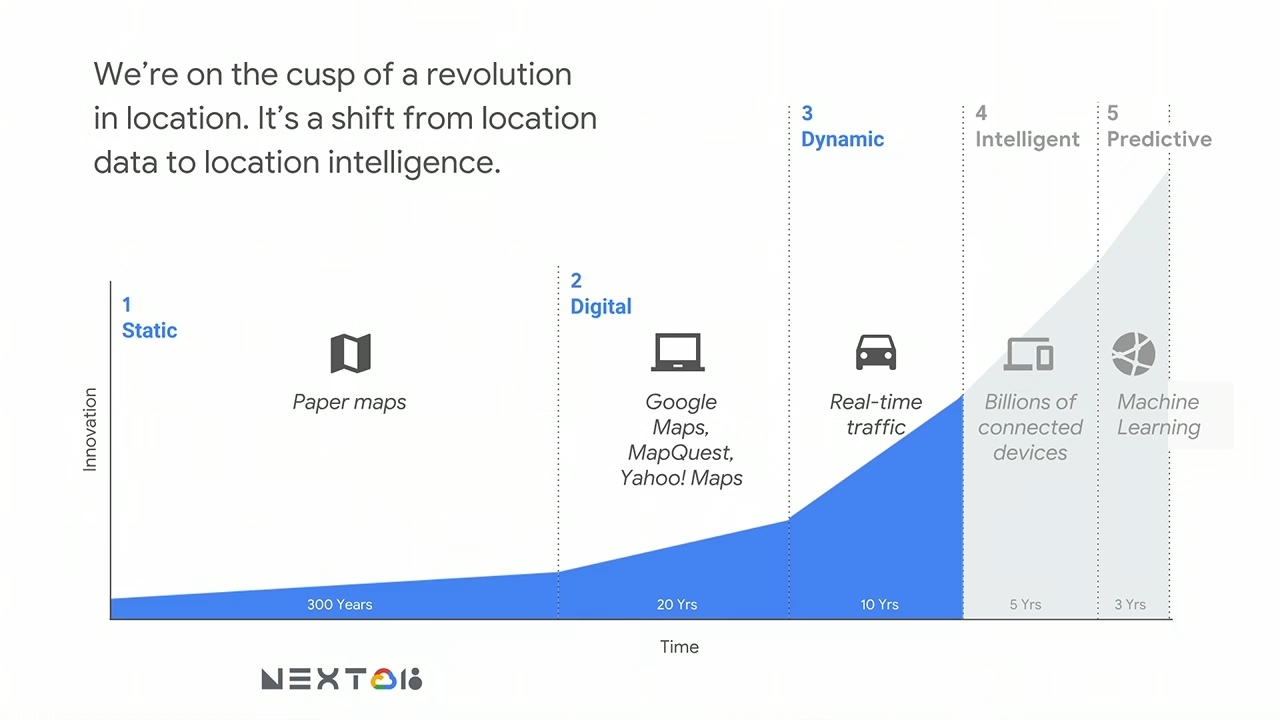 We're on the cusp of a revolution
in location. It's a shift from location
data to location intelligence.
1
Static
Paper maps
300 Years
2
Digital
Google
Maps,
MapQuest,
Yahoo! Maps
20 Yrs
3
Dynamic
Real-time
traffic
10 Yrs
4
Intelligent
Billions of
connected
devices
5 Yrs
5
Predictive
Machine
Learning
3 Yrs
Innovation
Time
NEXT 18